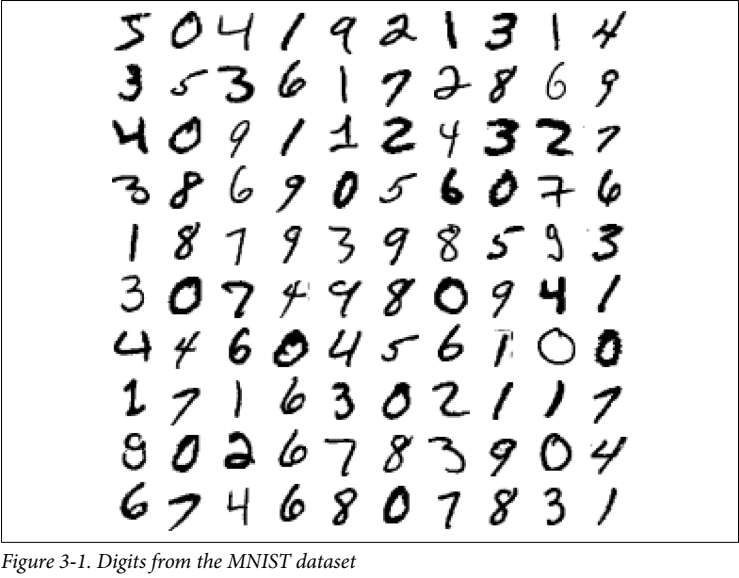 5 0 4 1 9 2 1 3 1 4
3 5 3 6 1 7 2 8 6 9
4 0 9 1 1 2 4 3 2 7
3 8 6 9 0 5 6 0 7 6
1 8 7 9 3 9 8 5 9 3
3 0 7 4 9 8 0 9 4 1
4 4 6 0 4 5 6 1 0 0
1 7 1 6 3 0 2 1 1 7
9 0 2 6 7 8 3 9 0 4
6 7 4 6 8 0 7 8 3 1
Figure 3-1. Digits from the MNIST dataset